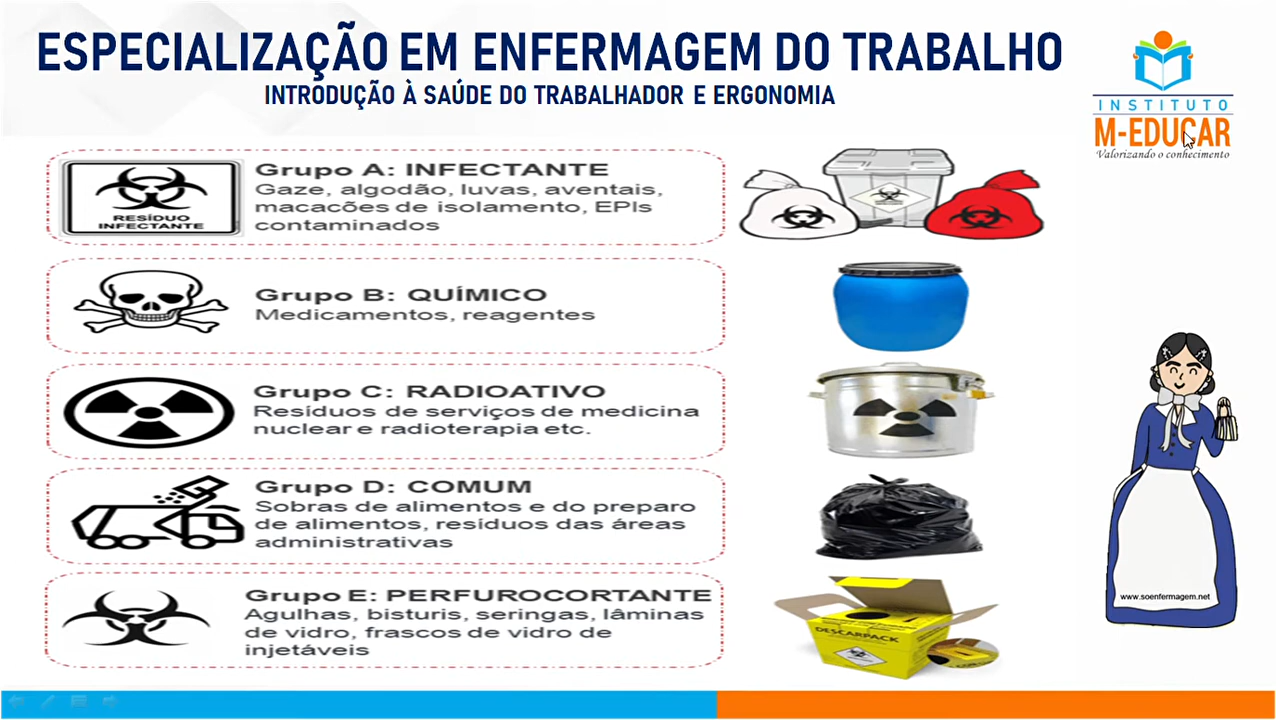 ESPECIALIZAÇÃO EM ENFERMAGEM DO TRABALHO
INTRODUÇÃO À SAÚDE DO TRABALHADOR E ERGONOMIA
INSTITUTO
M-EDUCAR
Valorizando o conhecimento
RESÍDUO
INFECTANTE
Grupo A: INFECTANTE
Gaze, algodão, luvas, aventais,
macacões de isolamento, EPIs
contaminados
Grupo B: QUÍMICO
Medicamentos, reagentes
Grupo C: RADIOATIVO
Resíduos de serviços de medicina
nuclear e radioterapia etc.
Grupo D: COMUM
Sobras de alimentos e do preparo
de alimentos, resíduos das áreas
administrativas
Grupo E: PERFUROCORTANTE
Agulhas, bisturis, seringas, lâminas
de vidro, frascos de vidro de
injetáveis
DESCARPACK
www.soenfermagem.net